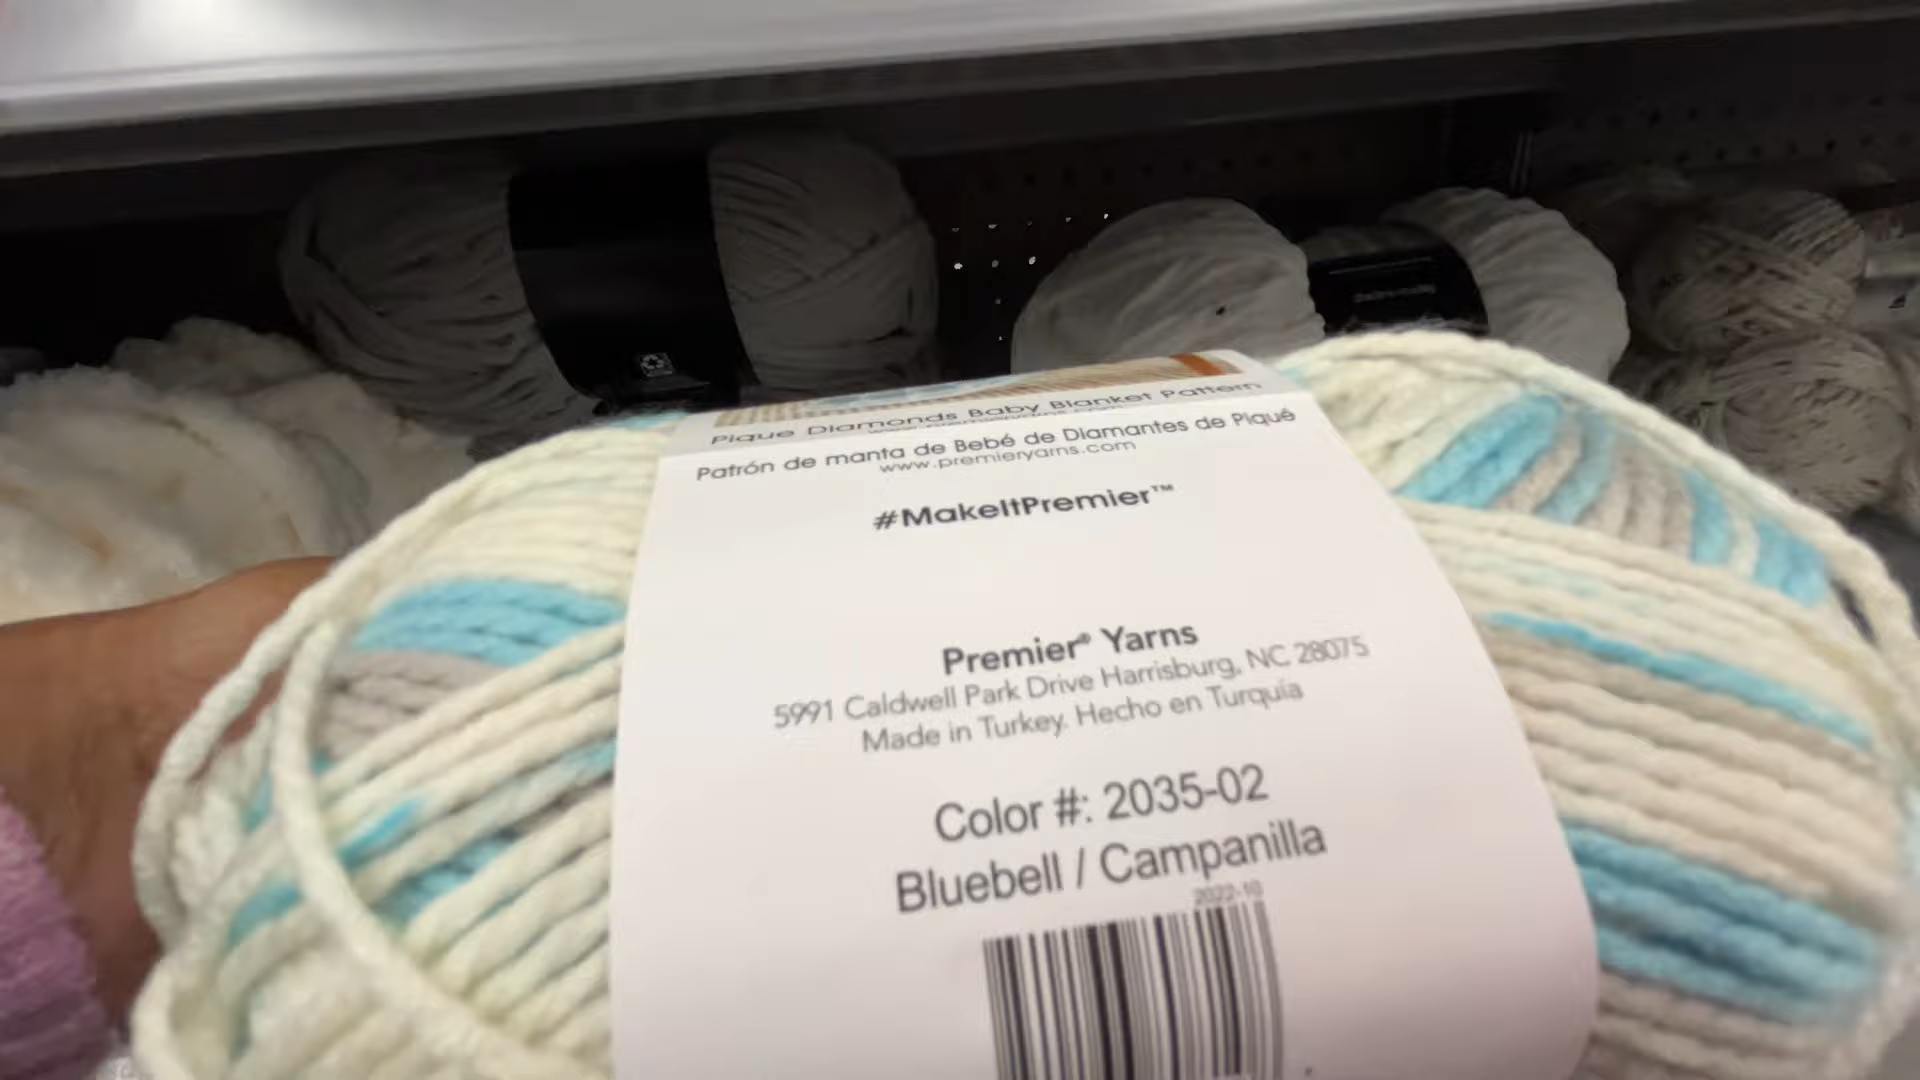 Pique Diamonds Baby Blanket Pattern
Patrón de manta de Bebé de Diamantes de Piqué
www.premieryarns.com
#MakeItPremier™
Premier® Yarns
5991 Caldwell Park Drive Harrisburg, NC 28075
Made in Turkey. Hecho en Turquía
Color #: 2035-02
Bluebell / Campanilla
2022-10